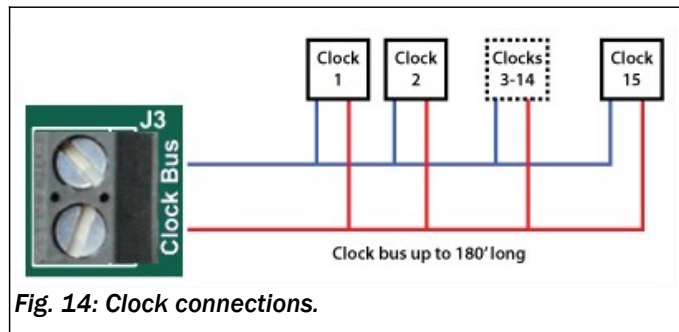 Clock 1
Clock 2
Clocks 3-14
Clock 15
J3
Clock Bus
Clock bus up to 180' long
Fig. 14: Clock connections.